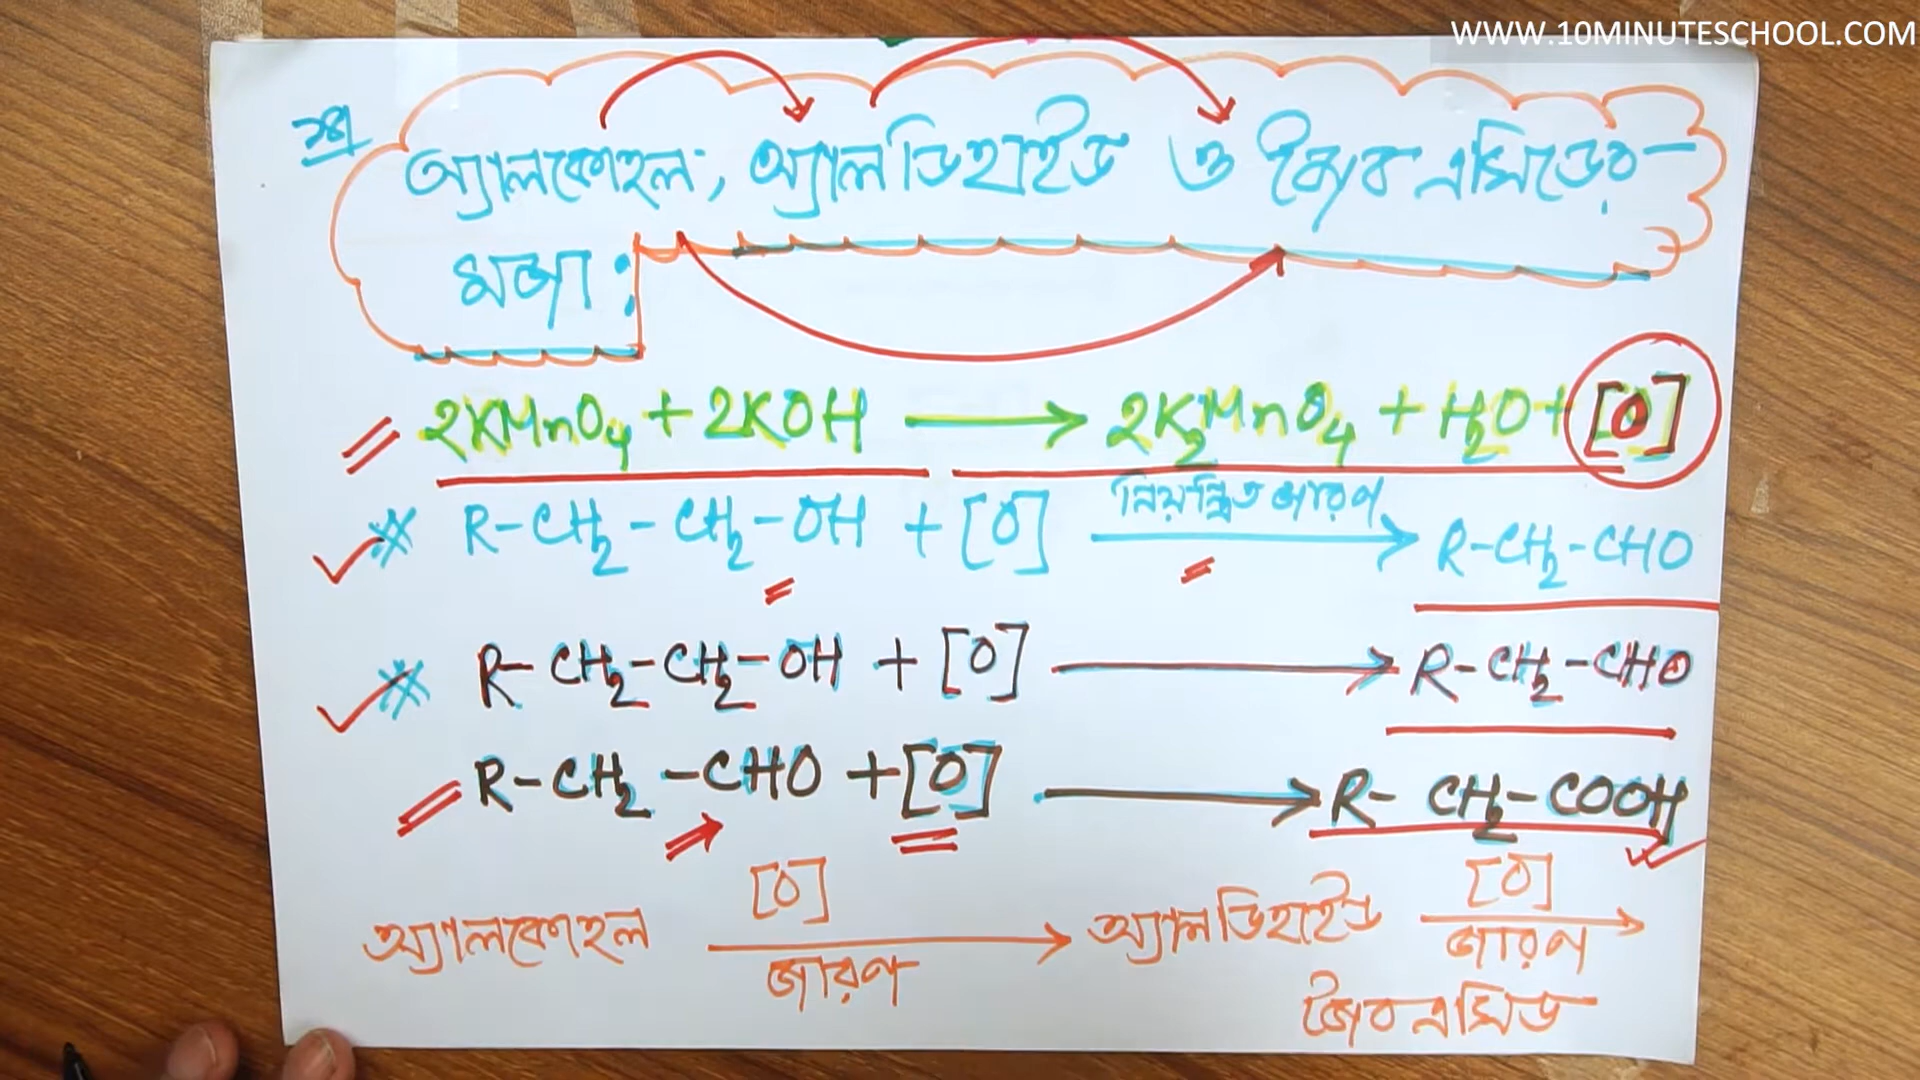 WWW.10MINUTESCHOOL.COM
অ্যালকোহল, অ্যালডিহাইড ও জৈব এসিডের
মজা:
2KMnO₄ + 2KOH ⟶ 2K₂MnO₄ + H₂O + [O]
R-CH₂-CH₂-OH + [O] নিয়ন্ত্রিত জারণ ⟶ R-CH₂-CHO
R-CH₂-CH₂-OH + [O] ⟶ R-CH₂-CHO
R-CH₂-CHO + [O] ⟶ R-CH₂-COOH
অ্যালকোহল [O] ⟶ জারণ অ্যালডিহাইড [O] ⟶ জারণ
জৈব এসিড